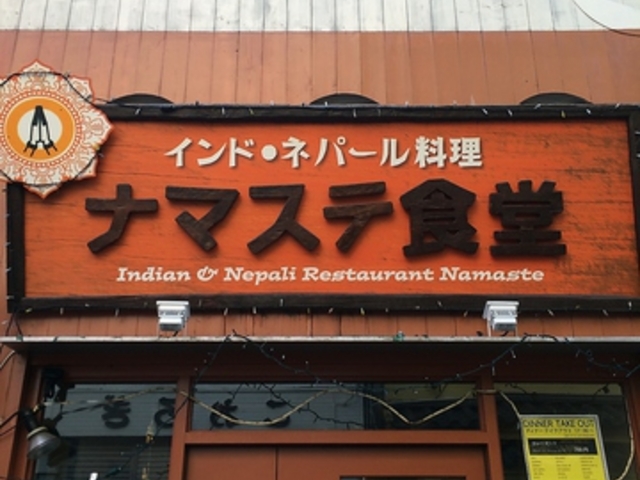 インド・ネパール料理
ナマステ食堂
Indian & Nepali Restaurant Namaste
DINNER TAKE OUT